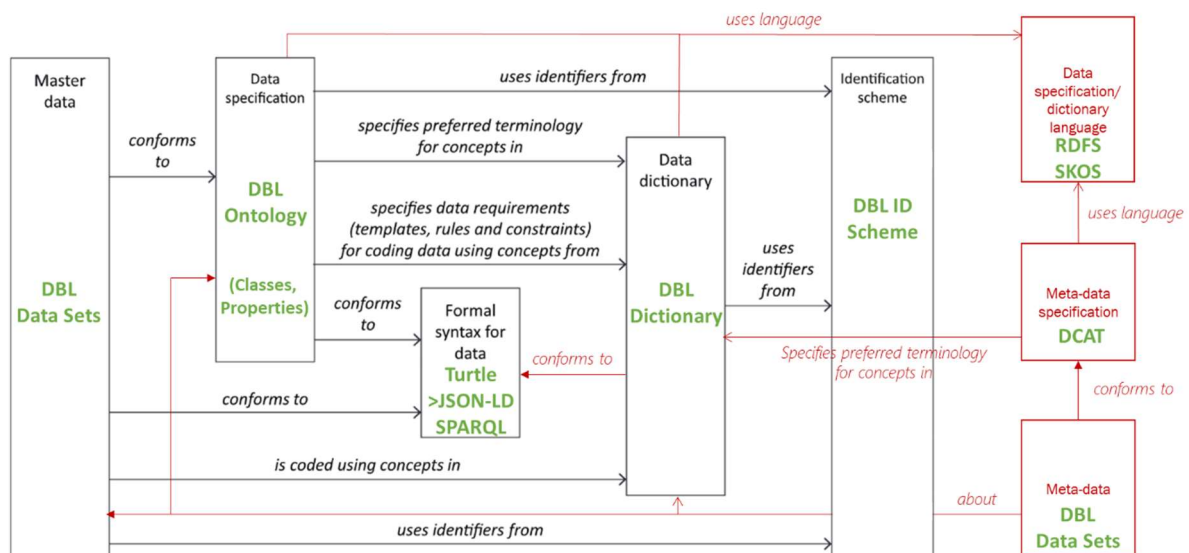 uses language
Master
data
Data
specification
uses identifiers from
Identification
scheme
Data
specification/
dictionary
language
RDFS
SKOS
conforms
to
specifies preferred terminology
for concepts in
Data
dictionary
DBL
Ontology
specifies data requirements
(templates, rules and constraints)
for coding data using concepts from
DBL ID
Scheme
uses language
uses
identifiers
from
(Classes,
Properties)
DBL
Data Sets
DBL
Dictionary
conforms
to
Formal
syntax for
data
Turtle
>JSON-LD
SPARQL
conforms to
Meta-data
specification
DCAT
Specifies preferred terminology
for concepts in
conforms to
conforms to
is coded using concepts in
about
Meta-data
DBL
Data Sets
uses identifiers from